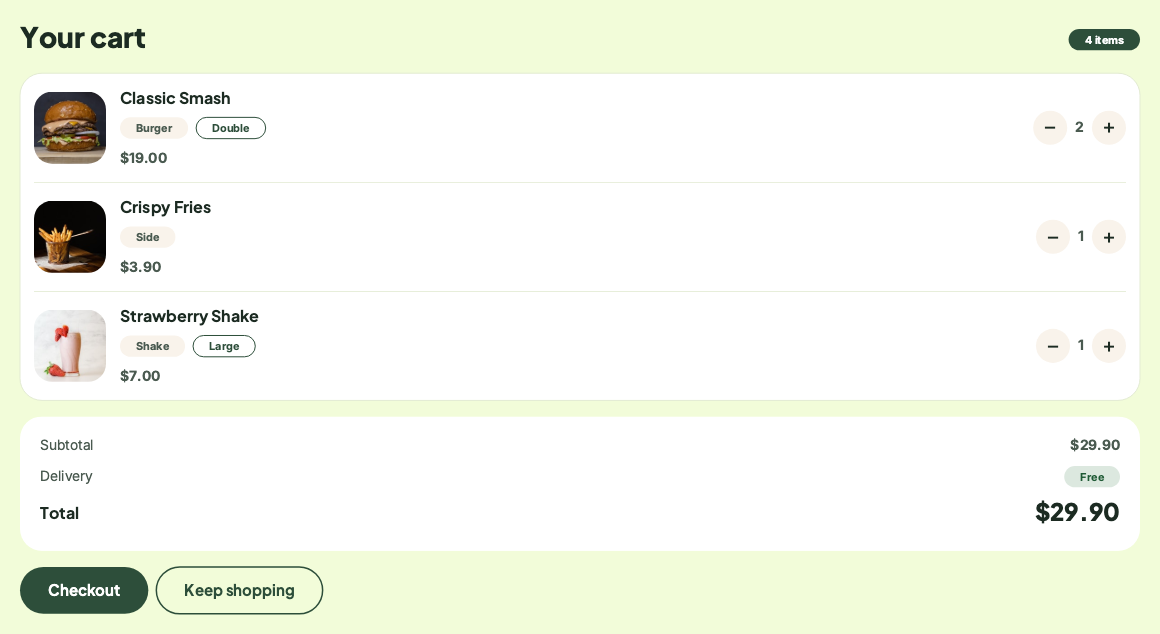 Your cart
4 items
Classic Smash
Burger Double
$19.00
− 2 +
Crispy Fries
Side
$3.90
− 1 +
Strawberry Shake
Shake Large
$7.00
− 1 +
Subtotal $29.90
Delivery Free
Total $29.90
Checkout Keep shopping